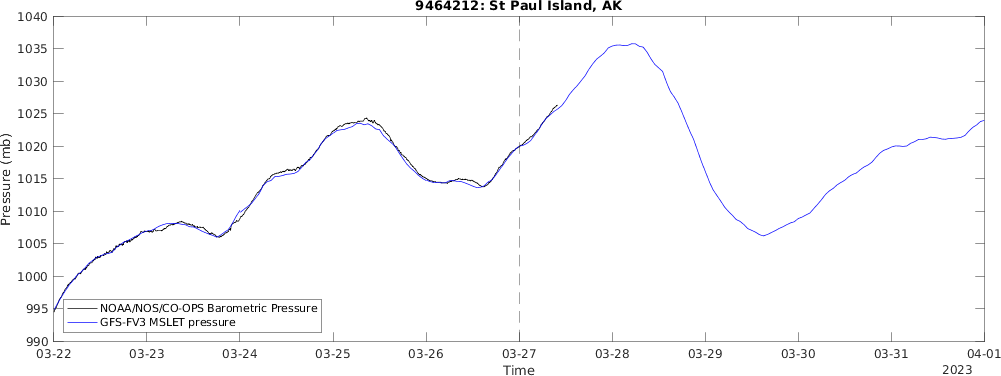 9464212: St Paul Island, AK
1040
1035
1030
1025
1020
1015
1010
1005
1000
995
990
Pressure (mb)
NOAA/NOS/CO-OPS Barometric Pressure
GFS-FV3 MSLET pressure
03-22 03-23 03-24 03-25 03-26 03-27 03-28 03-29 03-30 03-31 04-01
Time
2023